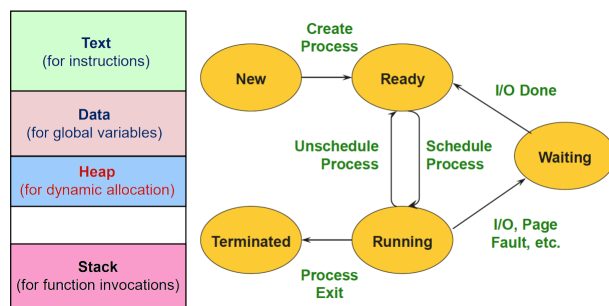 Text
(for instructions)
Data
(for global variables)
Heap
(for dynamic allocation)
Stack
(for function invocations)
Create
Process
New
Ready
I/O Done
Unschedule
Process
Schedule
Process
Waiting
Terminated
Running
I/O, Page
Fault, etc.
Process
Exit